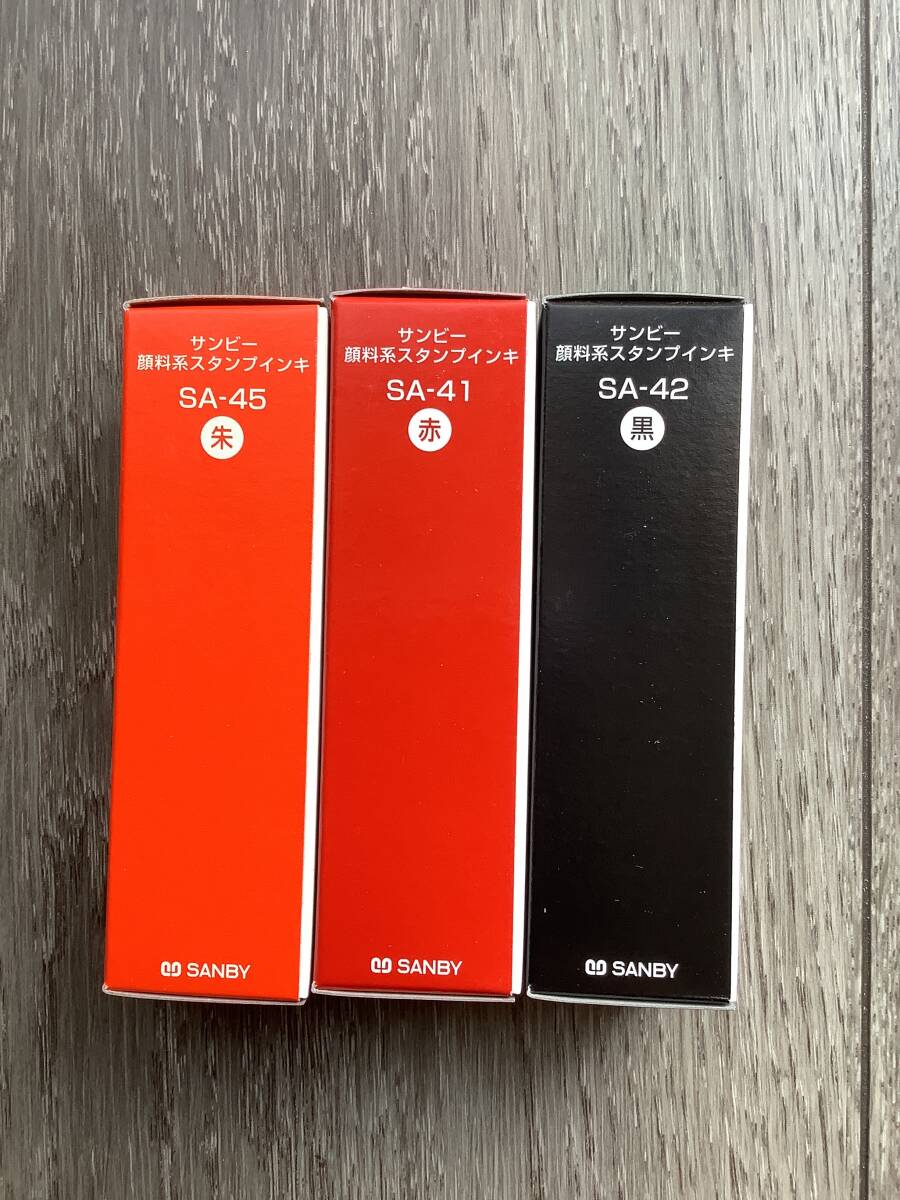 サンビー
顔料系スタンプインキ
SA-45
朱
SANBY
サンビー
顔料系スタンプインキ
SA-41
赤
SANBY
サンビー
顔料系スタンプインキ
SA-42
黒
SANBY